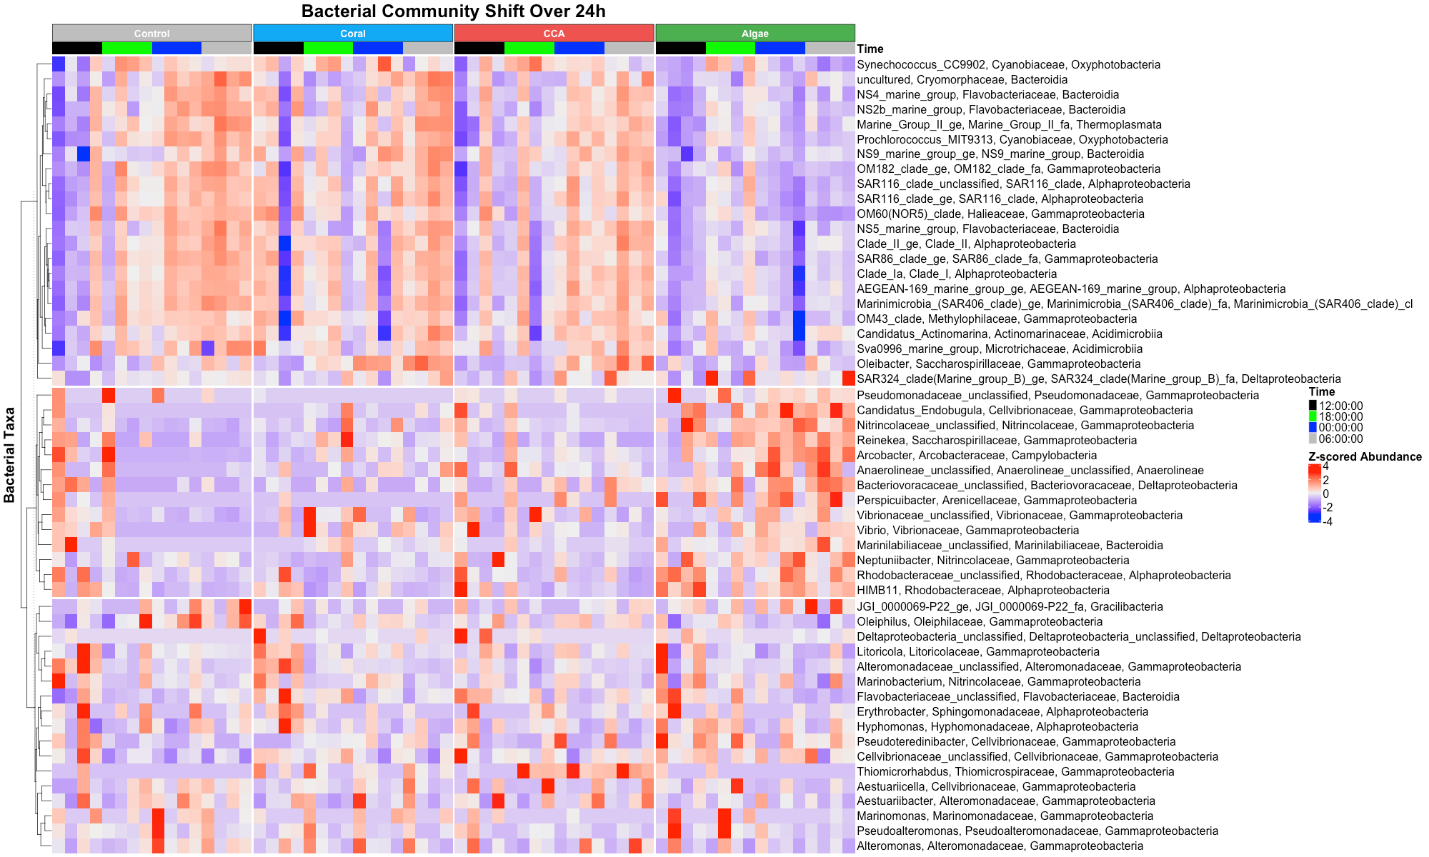 Bacterial Community Shift Over 24h
Control
Coral
CCA
Algae
Time
Synechococcus_CC9902, Cyanobiaceae, Oxyphotobacteria
uncultured, Cryomorphaceae, Bacteroidia
NS4_marine_group, Flavobacteriaceae, Bacteroidia
NS2b_marine_group, Flavobacteriaceae, Bacteroidia
Marine_Group_II_ge, Marine_Group_II_fa, Thermoplasmata
Prochlorococcus_MIT9313, Cyanobiaceae, Oxyphotobacteria
NS9_marine_group_ge, NS9_marine_group, Bacteroidia
OM182_clade_ge, OM182_clade_fa, Gammaproteobacteria
SAR116_clade_unclassified, SAR116_clade, Alphaproteobacteria
SAR116_clade_ge, SAR116_clade, Alphaproteobacteria
OM60(NOR5)_clade, Halieaceae, Gammaproteobacteria
NS5_marine_group, Flavobacteriaceae, Bacteroidia
Clade_II_ge, Clade_II, Alphaproteobacteria
SAR86_clade_ge, SAR86_clade_fa, Gammaproteobacteria
Clade_Ia, Clade_I, Alphaproteobacteria
AEGEAN-169_marine_group_ge, AEGEAN-169_marine_group, Alphaproteobacteria
Marinimicrobia_(SAR406_clade)_ge, Marinimicrobia_(SAR406_clade)_fa, Marinimicrobia_(SAR406_clade)_cl
OM43_clade, Methylophilaceae, Gammaproteobacteria
Candidatus_Actinomarina, Actinomarinaceae, Acidimicrobiia
Sva0996_marine_group, Microtrichaceae, Acidimicrobiia
Oleibacter, Saccharospirillaceae, Gammaproteobacteria
SAR324_clade(Marine_group_B)_ge, SAR324_clade(Marine_group_B)_fa, Deltaproteobacteria
Pseudomonadaceae_unclassified, Pseudomonadaceae, Gammaproteobacteria
Candidatus_Endobugula, Cellvibrionaceae, Gammaproteobacteria
Nitrincolaceae_unclassified, Nitrincolaceae, Gammaproteobacteria
Reinekea, Saccharospirillaceae, Gammaproteobacteria
Arcobacter, Arcobacteraceae, Campylobacteria
Anaerolineae_unclassified, Anaerolineae_unclassified, Anaerolineae
Bacteriovoracaceae_unclassified, Bacteriovoracaceae, Deltaproteobacteria
Perspicuibacter, Arenicellaceae, Gammaproteobacteria
Vibrionaceae_unclassified, Vibrionaceae, Gammaproteobacteria
Vibrio, Vibrionaceae, Gammaproteobacteria
Marinilabiliaceae_unclassified, Marinilabiliaceae, Bacteroidia
Neptuniibacter, Nitrincolaceae, Gammaproteobacteria
Rhodobacteraceae_unclassified, Rhodobacteraceae, Alphaproteobacteria
HIMB11, Rhodobacteraceae, Alphaproteobacteria
JGI_0000069-P22_ge, JGI_0000069-P22_fa, Gracilibacteria
Oleiphilus, Oleiphilaceae, Gammaproteobacteria
Deltaproteobacteria_unclassified, Deltaproteobacteria_unclassified, Deltaproteobacteria
Litoricola, Litoricolaceae, Gammaproteobacteria
Alteromonadaceae_unclassified, Alteromonadaceae, Gammaproteobacteria
Marinobacterium, Nitrincolaceae, Gammaproteobacteria
Flavobacteriaceae_unclassified, Flavobacteriaceae, Bacteroidia
Erythrobacter, Sphingomonadaceae, Alphaproteobacteria
Hyphomonas, Hyphomonadaceae, Alphaproteobacteria
Pseudoteredinibacter, Cellvibrionaceae, Gammaproteobacteria
Cellvibrionaceae_unclassified, Cellvibrionaceae, Gammaproteobacteria
Thiomicrorhabdus, Thiomicrospiraceae, Gammaproteobacteria
Aestuariicella, Cellvibrionaceae, Gammaproteobacteria
Aestuariibacter, Alteromonadaceae, Gammaproteobacteria
Marinomonas, Marinomonadaceae, Gammaproteobacteria
Pseudoalteromonas, Pseudoalteromonadaceae, Gammaproteobacteria
Alteromonas, Alteromonadaceae, Gammaproteobacteria
Bacterial Taxa
Time
12:00:00
18:00:00
00:00:00
06:00:00
Z-scored Abundance
4
2
0
-2
-4